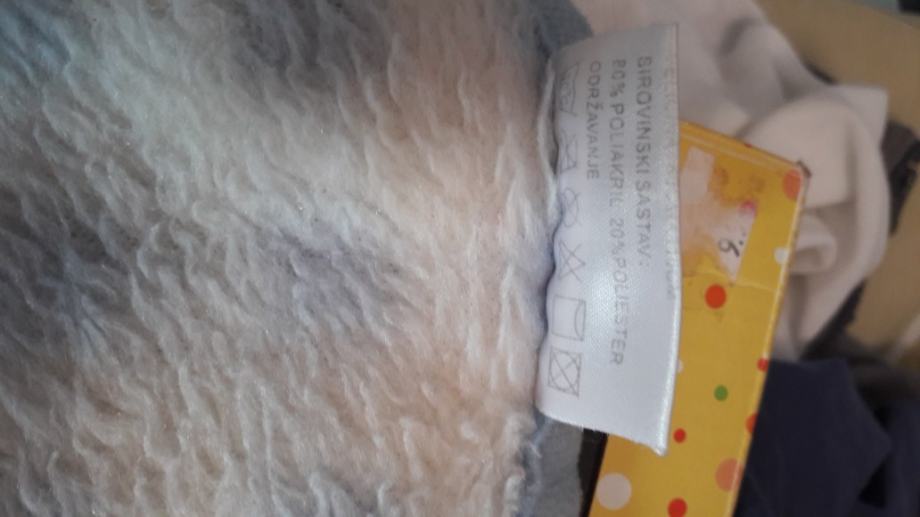 SIROVINSKI SASTAV:
80% POLIAKRIL 20% POLIESTER
ODRŽAVANJE